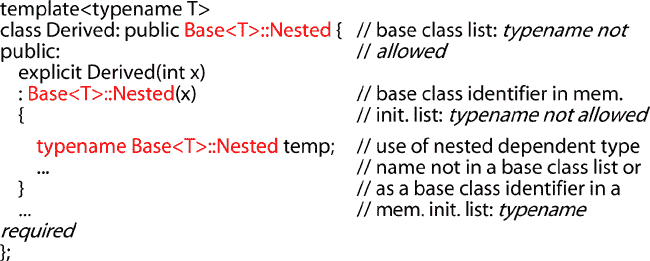 template<typename T>
class Derived: public Base<T>::Nested { // base class list: typename not
public: // allowed
explicit Derived(int x)
: Base<T>::Nested(x) // base class identifier in mem.
{ // init. list: typename not allowed
typename Base<T>::Nested temp; // use of nested dependent type
... // name not in a base class list or
} // as a base class identifier in a
... // mem. init. list: typename
required
};